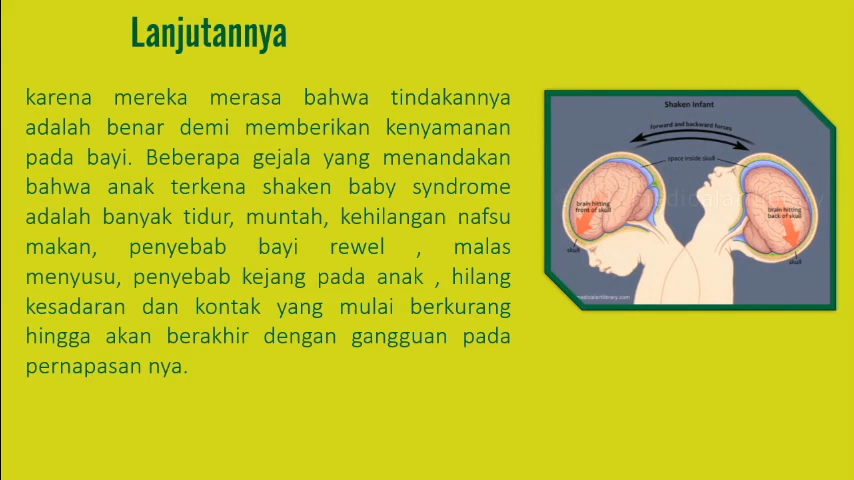 Lanjutannya
karena mereka merasa bahwa tindakannya
adalah benar demi memberikan kenyamanan
pada bayi. Beberapa gejala yang menandakan
bahwa anak terkena shaken baby syndrome
adalah banyak tidur, muntah, kehilangan nafsu
makan, penyebab bayi rewel , malas
menyusu, penyebab kejang pada anak , hilang
kesadaran dan kontak yang mulai berkurang
hingga akan berakhir dengan gangguan pada
pernapasan nya.
Shaken Infant
forward and backward forces
space inside skull
brain hitting
front of skull
skull
brain hitting
back of skull
skull
medicalartlibrary.com